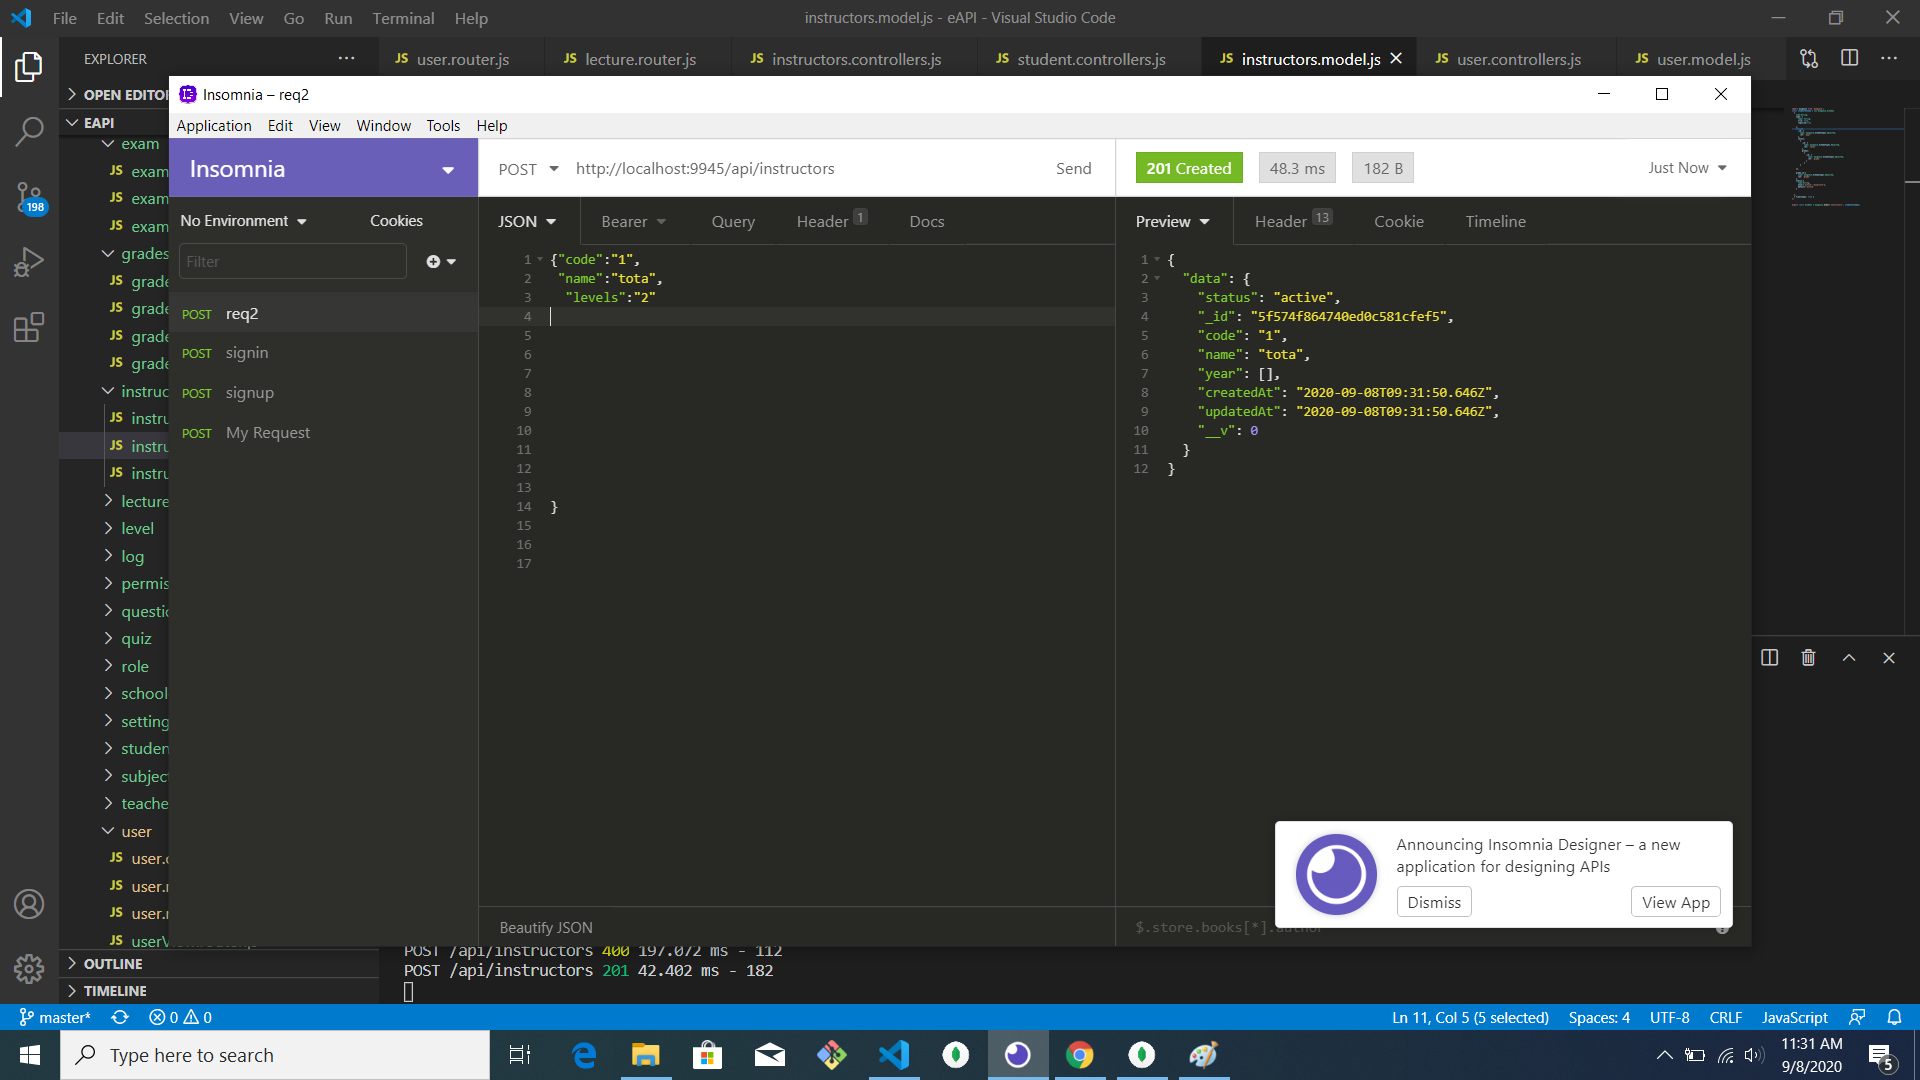 File Edit Selection View Go Run Terminal Help
instructors.model.js - eAPI - Visual Studio Code
EXPLORER
JS user.router.js
JS lecture.router.js
JS instructors.controllers.js
JS student.controllers.js
JS instructors.model.js
JS user.controllers.js
JS user.model.js
OPEN EDITO
EAPI
exam
JS exam
JS exam
JS exam
grades
JS grade
JS grade
JS grade
JS grade
instruc
JS instru
JS instru
JS instru
lecture
level
log
permis
questio
quiz
role
school
setting
studen
subject
teache
user
JS user.
JS user.
JS user.
JS
OUTLINE
TIMELINE
198
Insomnia – req2
Application Edit View Window Tools Help
Insomnia
No Environment
Cookies
Filter
POST req2
POST signin
POST signup
POST My Request
POST http://localhost:9945/api/instructors
Send
JSON Bearer Query Header 1 Docs
1 {"code":"1",
2 "name":"tota",
3 "levels":"2"
4
5
6
7
8
9
10
11
12
13
14 }
15
16
17
Beautify JSON
201 Created
48.3 ms
182 B
Just Now
Preview Header 13 Cookie Timeline
1 {
2 "data": {
3 "status": "active",
4 "_id": "5f574f864740ed0c581cfef5",
5 "code": "1",
6 "name": "tota",
7 "year": [],
8 "createdAt": "2020-09-08T09:31:50.646Z",
9 "updatedAt": "2020-09-08T09:31:50.646Z",
10 "__v": 0
11 }
12 }
Announcing Insomnia Designer – a new
application for designing APIs
Dismiss
View App
$.store.books[*].author
POST /api/instructors 400 197.072 ms - 112
POST /api/instructors 201 42.402 ms - 182
master* 0 0
Ln 11, Col 5 (5 selected) Spaces: 4 UTF-8 CRLF JavaScript
Type here to search
11:31 AM
9/8/2020
5